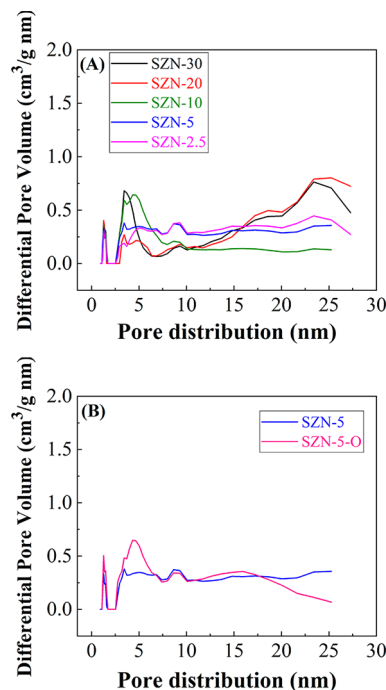 (A)
SZN-30
SZN-20
SZN-10
SZN-5
SZN-2.5
2.0
1.5
1.0
0.5
0.0
0 5 10 15 20 25 30
Pore distribution (nm)
Differential Pore Volume (cm³/g nm)
(B)
SZN-5
SZN-5-O
2.0
1.5
1.0
0.5
0.0
0 5 10 15 20 25 30
Pore distribution (nm)
Differential Pore Volume (cm³/g nm)